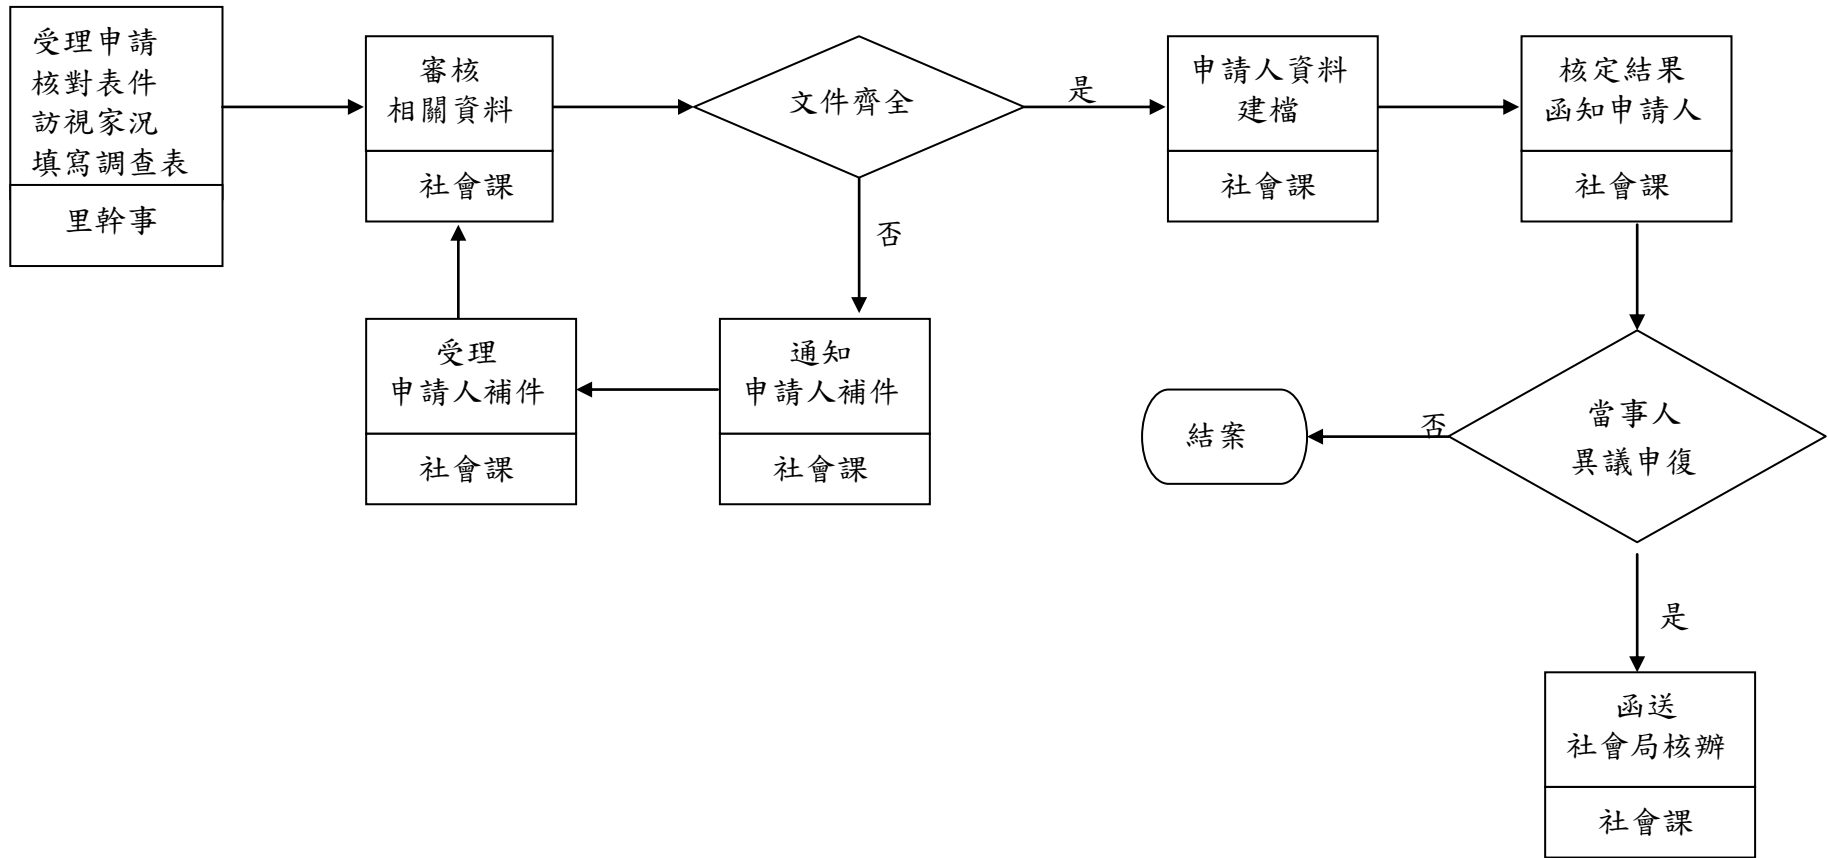 受理申請
核對表件
訪視家況
填寫調查表
里幹事
審核
相關資料
社會課
文件齊全
是
否
申請人資料
建檔
社會課
核定結果
函知申請人
社會課
通知
申請人補件
社會課
受理
申請人補件
社會課
當事人
異議申復
否
結案
是
函送
社會局核辦
社會課